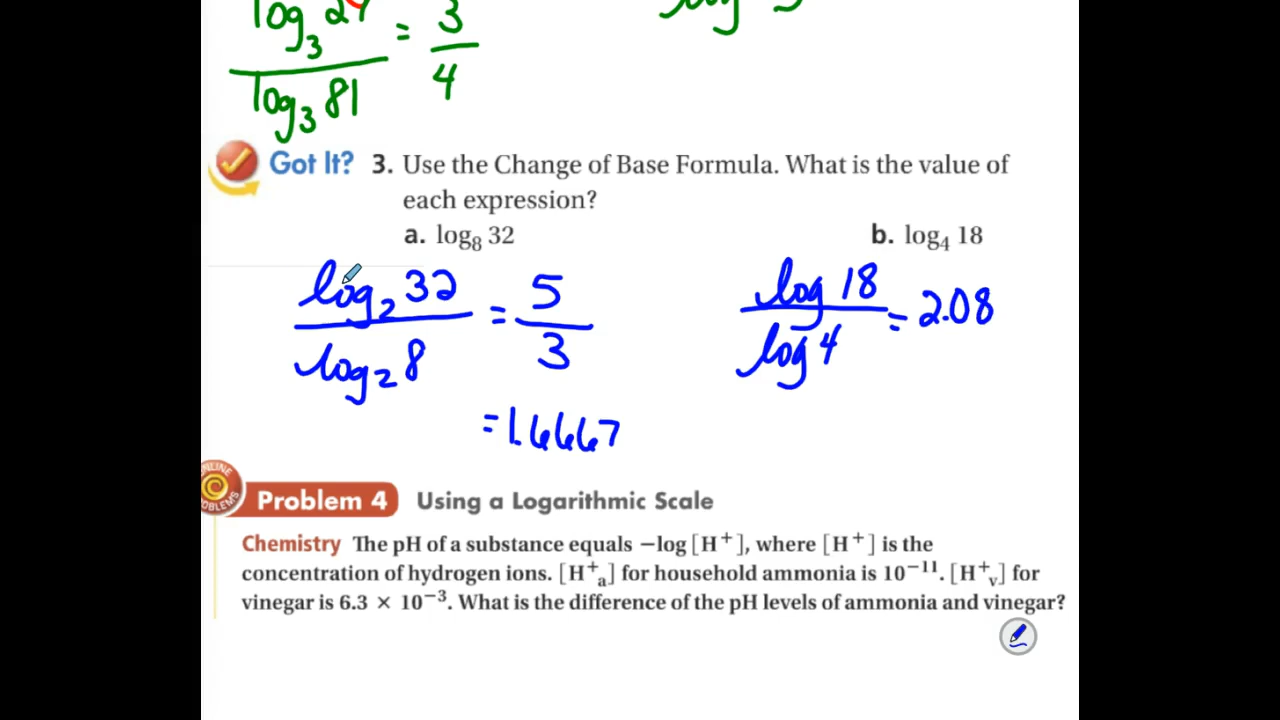 log₃ 27 = 3
log₃ 81 4
Got It? 3. Use the Change of Base Formula. What is the value of
each expression?
a. log₈ 32 b. log₄ 18
log₂ 32 = 5 log 18 = 2.08
log₂ 8 3 log 4
= 1.6667
ONLINE
PROBLEMS
Problem 4 Using a Logarithmic Scale
Chemistry The pH of a substance equals −log [H⁺], where [H⁺] is the
concentration of hydrogen ions. [H⁺ₐ] for household ammonia is 10⁻¹¹. [H⁺ᵥ] for
vinegar is 6.3 × 10⁻³. What is the difference of the pH levels of ammonia and vinegar?